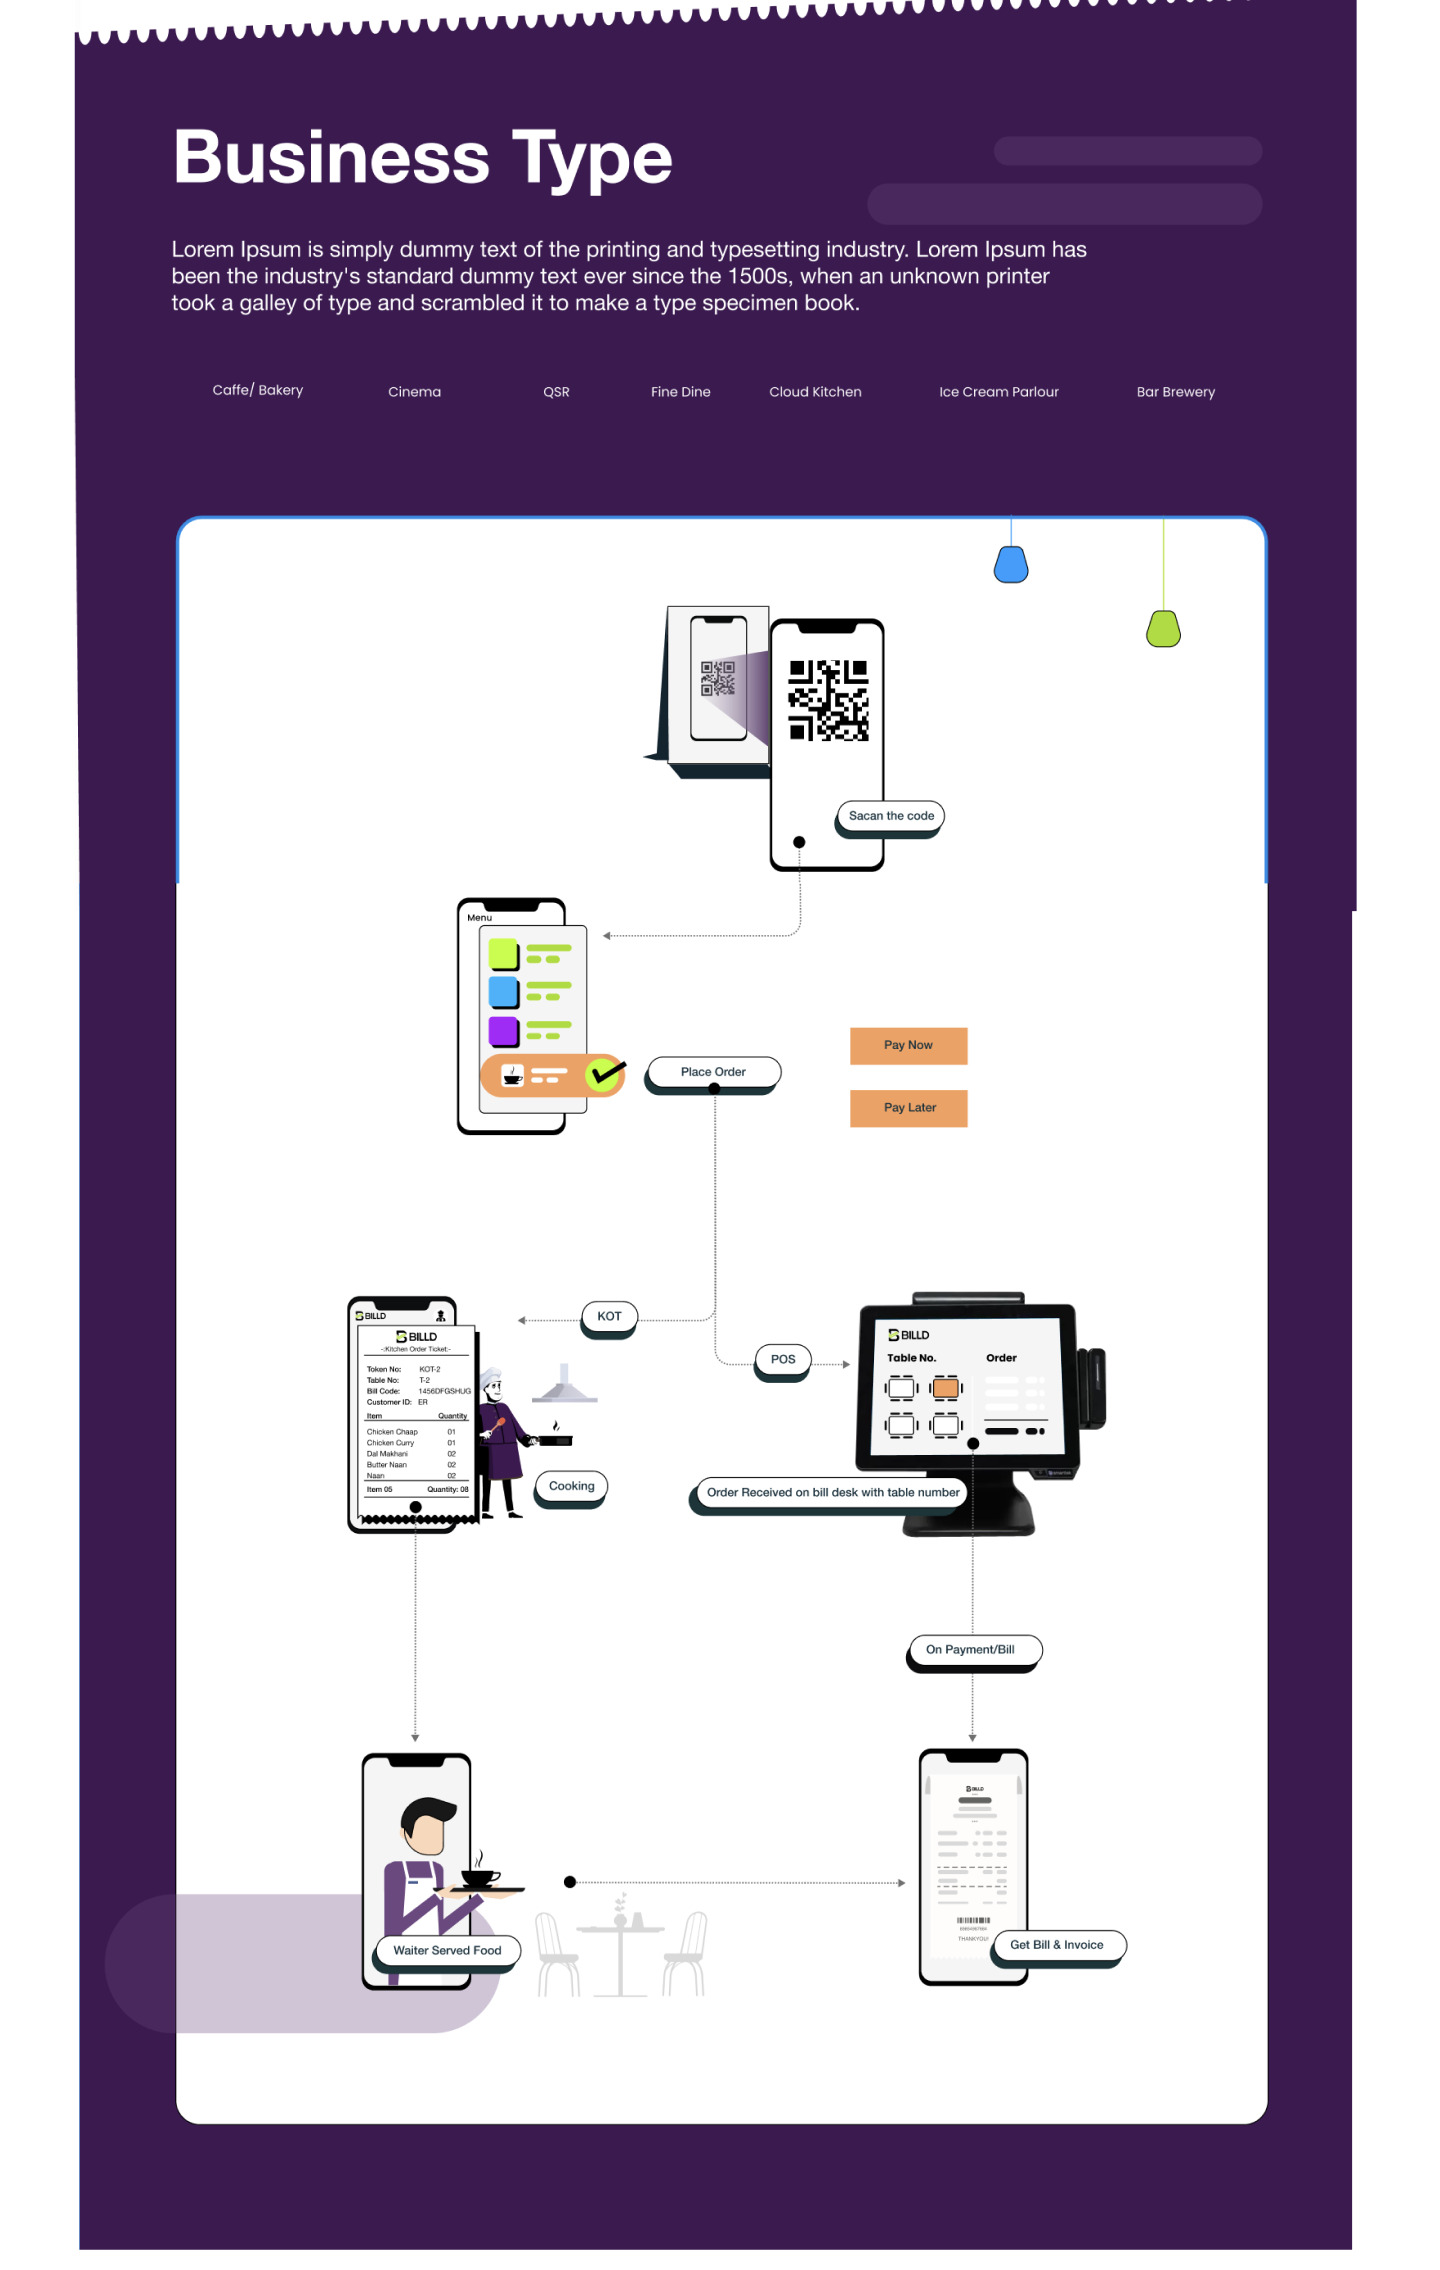 Business Type
Lorem Ipsum is simply dummy text of the printing and typesetting industry. Lorem Ipsum has
been the industry's standard dummy text ever since the 1500s, when an unknown printer
took a galley of type and scrambled it to make a type specimen book.
Caffe/ Bakery
Cinema
QSR
Fine Dine
Cloud Kitchen
Ice Cream Parlour
Bar Brewery
Sacan the code
Menu
Place Order
Pay Now
Pay Later
KOT
POS
BILLD
BILLD
-:Kitchen Order Ticket:-
Token No: KOT-2
Table No: T-2
Bill Code: 1456DFGSHUG
Customer ID: ER
Item Quantity
Chicken Chaap 01
Chicken Curry 01
Dal Makhani 02
Butter Naan 02
Naan 02
Item 05 Quantity: 08
Cooking
BILLD
Table No. Order
Order Received on bill desk with table number
On Payment/Bill
Waiter Served Food
BILLD
THANKYOU!
Get Bill & Invoice